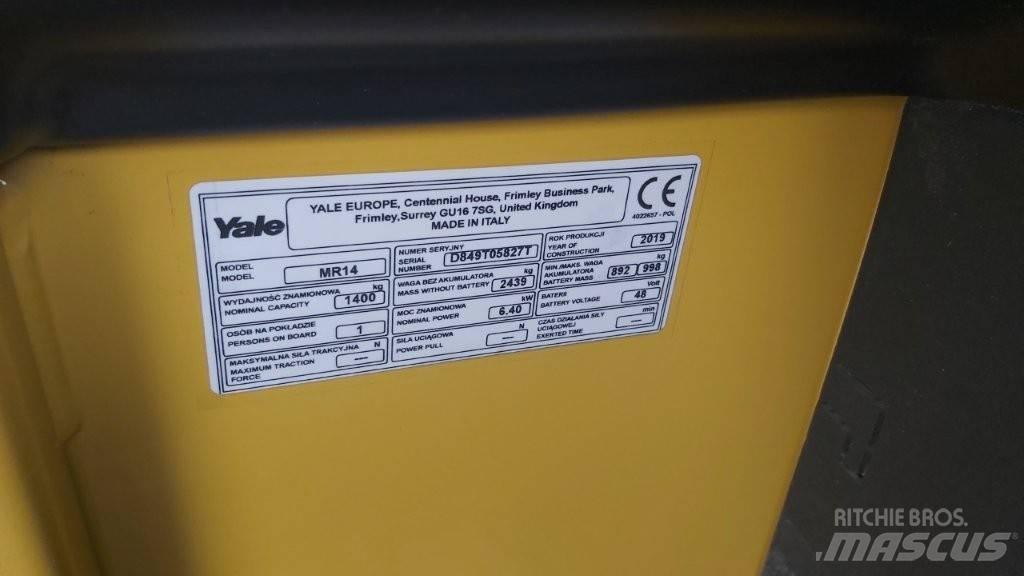 Yale
YALE EUROPE, Centennial House, Frimley Business Park,
Frimley,Surrey GU16 7SG, United Kingdom
MADE IN ITALY
CE
4022657 - POL
MODEL
MODEL
MR14
NUMER SERYJNY
SERIAL
NUMBER
D849T05827T
ROK PRODUKCJI
YEAR OF
CONSTRUCTION
2019
WYDAJNOŚĆ ZNAMIONOWA
NOMINAL CAPACITY
kg
1400
WAGA BEZ AKUMULATORA
MASS WITHOUT BATTERY
kg
2439
MIN./MAKS. WAGA
AKUMULATORA
BATTERY MASS
kg
892 998
OSÓB NA POKŁADZIE
PERSONS ON BOARD
1
MOC ZNAMIONOWA
NOMINAL POWER
kW
6.40
BATERII
BATTERY VOLTAGE
Volt
48
MAKSYMALNA SIŁA TRAKCYJNA
MAXIMUM TRACTION
FORCE
N
---
SIŁA UCIĄGOWA
POWER PULL
N
---
CZAS DZIAŁANIA SIŁY
UCIĄGOWEJ
EXERTED TIME
min
---
RITCHIE BROS.
MASCUS